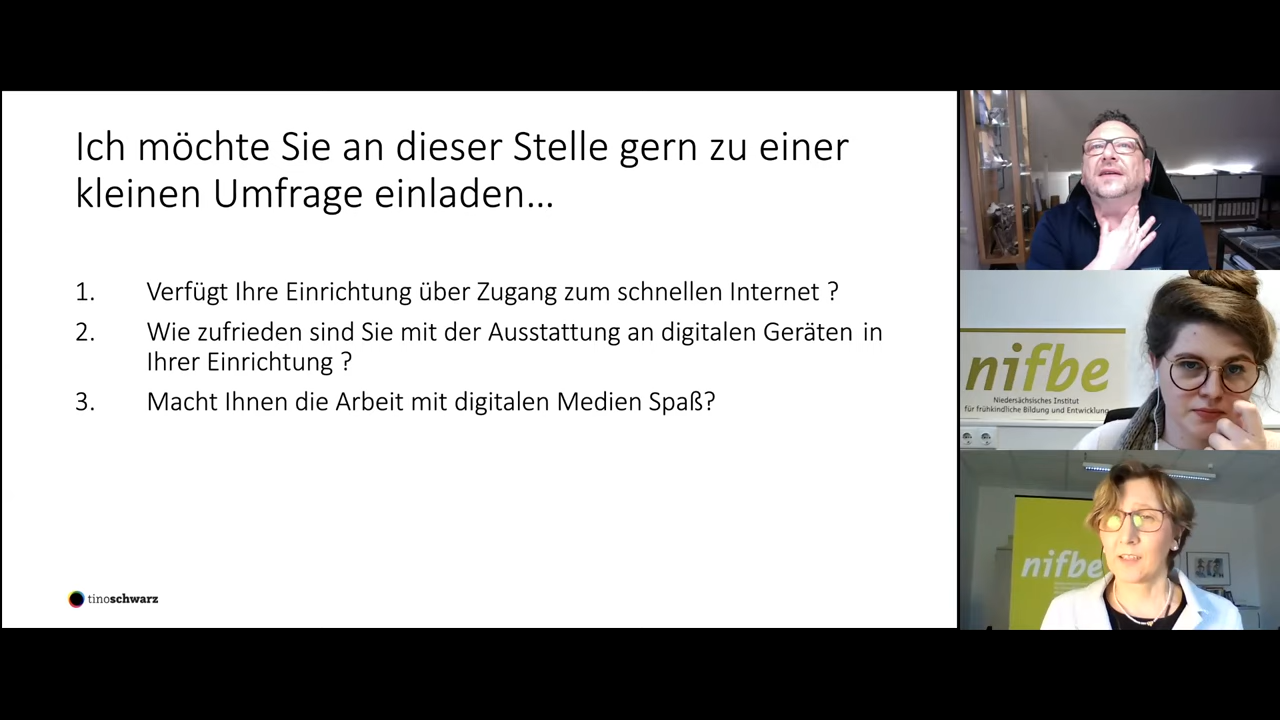 Ich möchte Sie an dieser Stelle gern zu einer
kleinen Umfrage einladen…
1. Verfügt Ihre Einrichtung über Zugang zum schnellen Internet ?
2. Wie zufrieden sind Sie mit der Ausstattung an digitalen Geräten in
Ihrer Einrichtung ?
3. Macht Ihnen die Arbeit mit digitalen Medien Spaß?
tinoschwarz
nifbe
Niedersächsisches Institut
für frühkindliche Bildung und Entwicklung
nifbe